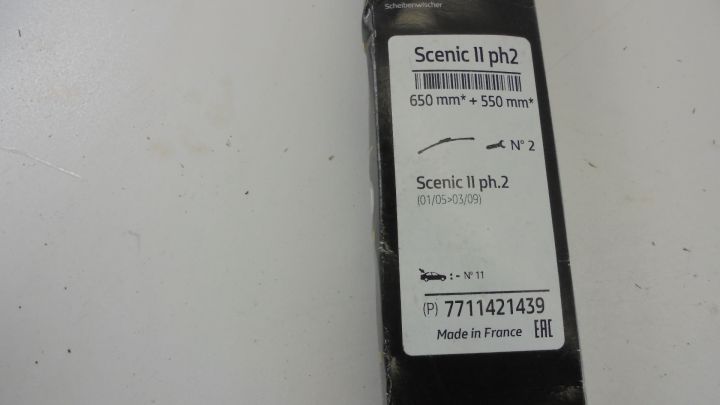 Scheibenwischer
Scenic II ph2
650 mm* + 550 mm*
N° 2
Scenic II ph.2
(01/05>03/09)
: - N° 11
(P) 7711421439
Made in France EAC